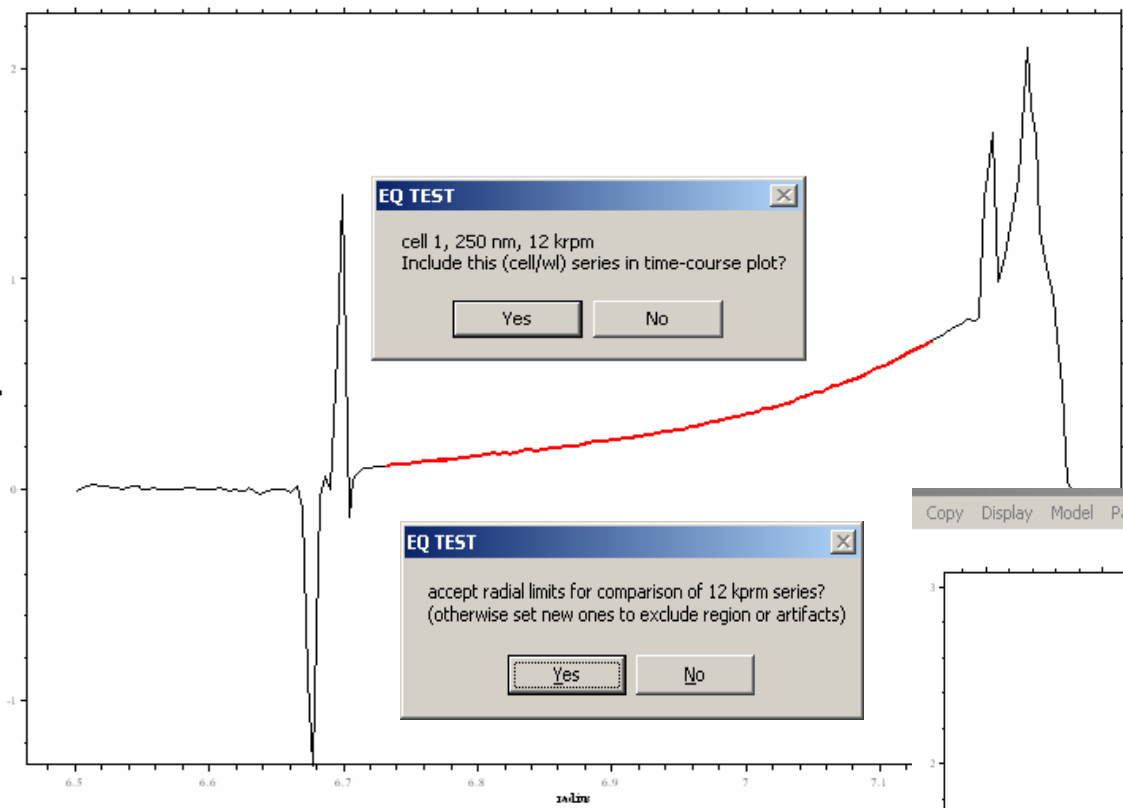 2
1
0
-1
EQ TEST
cell 1, 250 nm, 12 krpm
Include this (cell/wl) series in time-course plot?
Yes No
EQ TEST
accept radial limits for comparison of 12 kprm series?
(otherwise set new ones to exclude region or artifacts)
Yes No
6.5 6.6 6.7 6.8 6.9 7 7.1
radius
Copy Display Model Pa
3
2